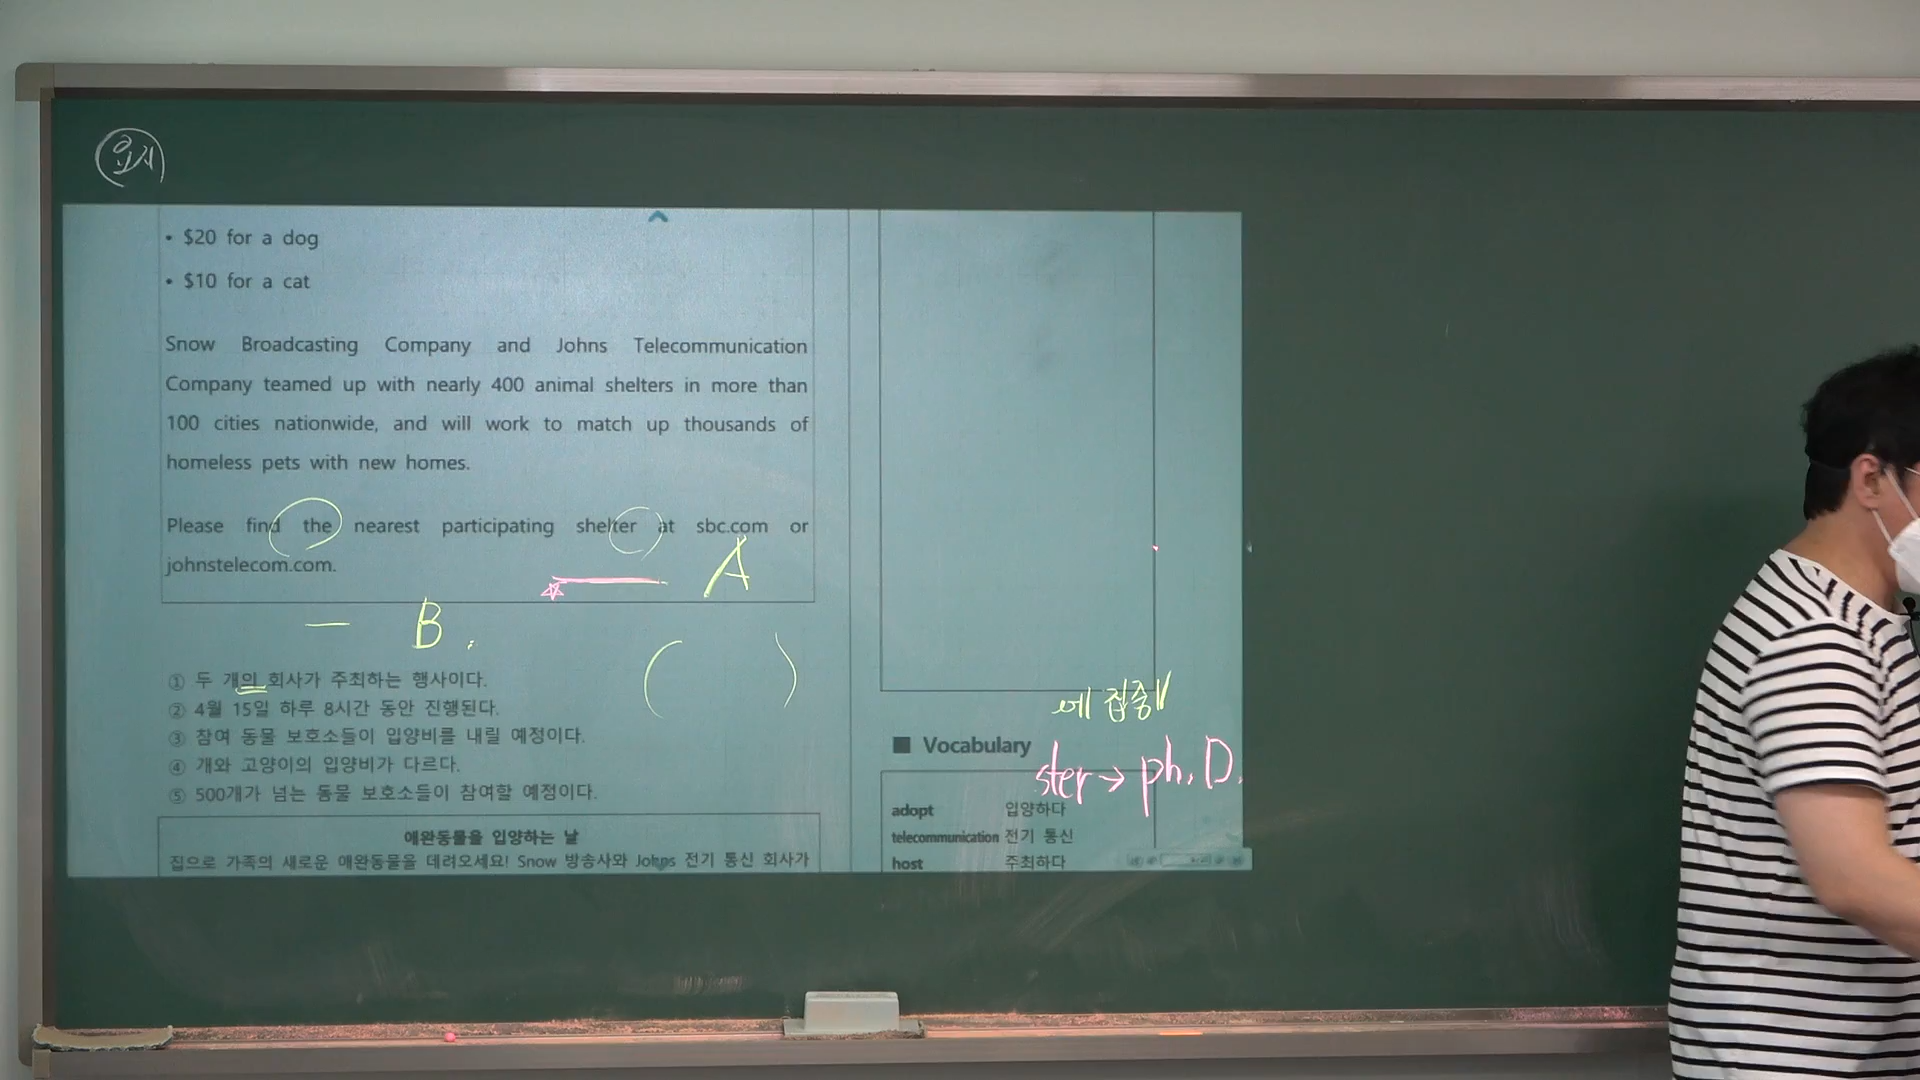 요지
• $20 for a dog
• $10 for a cat
Snow Broadcasting Company and Johns Telecommunication
Company teamed up with nearly 400 animal shelters in more than
100 cities nationwide, and will work to match up thousands of
homeless pets with new homes.
Please find the nearest participating shelter at sbc.com or
johnstelecom.com.
A
B
① 두 개의 회사가 주최하는 행사이다.
② 4월 15일 하루 8시간 동안 진행된다.
③ 참여 동물 보호소들이 입양비를 내릴 예정이다.
④ 개와 고양이의 입양비가 다르다.
⑤ 500개가 넘는 동물 보호소들이 참여할 예정이다.
애완동물을 입양하는 날
집으로 가족의 새로운 애완동물을 데려오세요! Snow 방송사와 Johns 전기 통신 회사가
에 집중
■ Vocabulary
ster → ph.D.
adopt 입양하다
telecommunication 전기 통신
host 주최하다